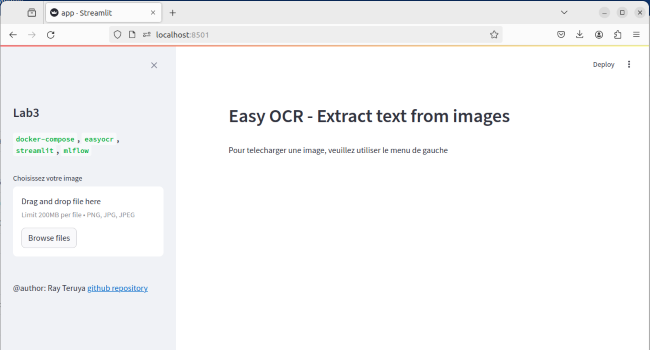 app · Streamlit
localhost:8501
Deploy
Lab3
docker-compose, easyocr,
streamlit, mlflow
Choisissez votre image
Drag and drop file here
Limit 200MB per file • PNG, JPG, JPEG
Browse files
@author: Ray Teruya github repository
Easy OCR - Extract text from images
Pour telecharger une image, veuillez utiliser le menu de gauche